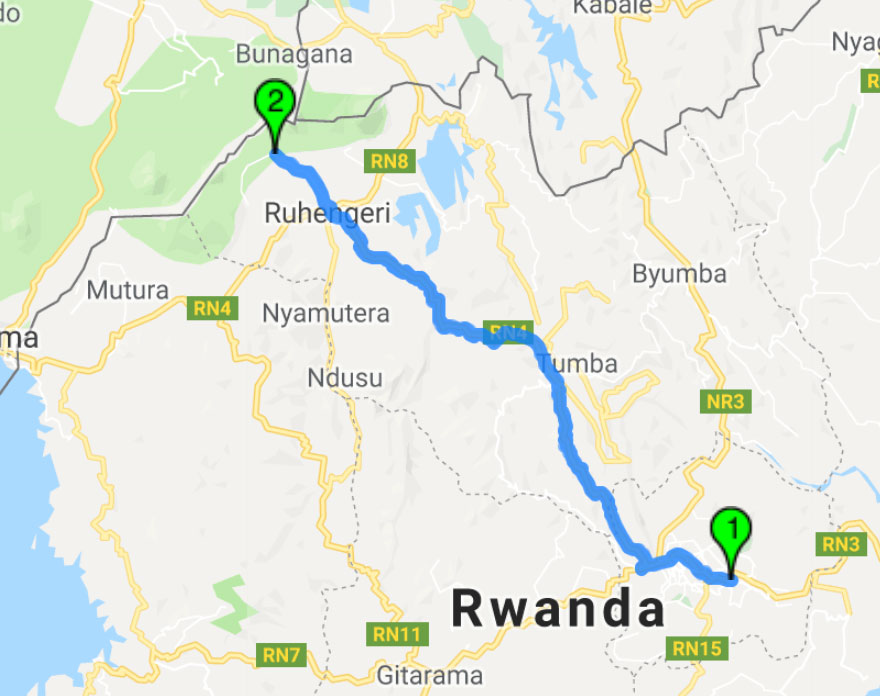 do
Kabale
Bunagana
Nyag
R
2
RN8
Ruhengeri
Byumba
Mutura
RN4
Nyamutera
ma
RN4
Tumba
Ndusu
NR3
1
RN3
Rwanda
RN11
RN15
RN7
Gitarama